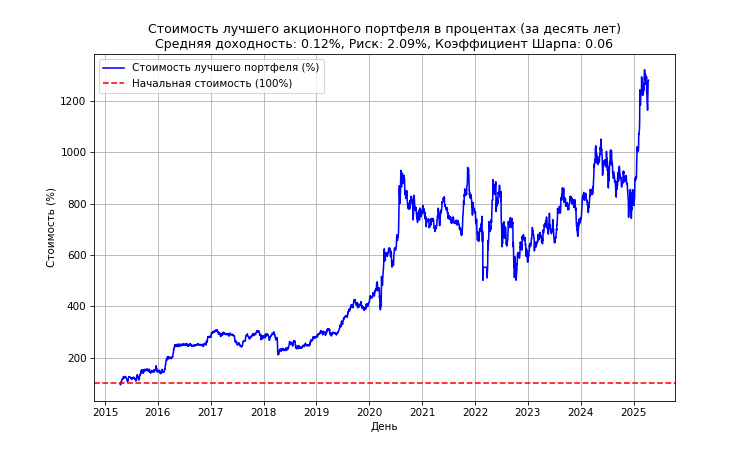 Стоимость лучшего акционного портфеля в процентах (за десять лет)
Средняя доходность: 0.12%, Риск: 2.09%, Коэффициент Шарпа: 0.06
Стоимость лучшего портфеля (%)
Начальная стоимость (100%)
Стоимость (%)
1200
1000
800
600
400
200
2015 2016 2017 2018 2019 2020 2021 2022 2023 2024 2025
День